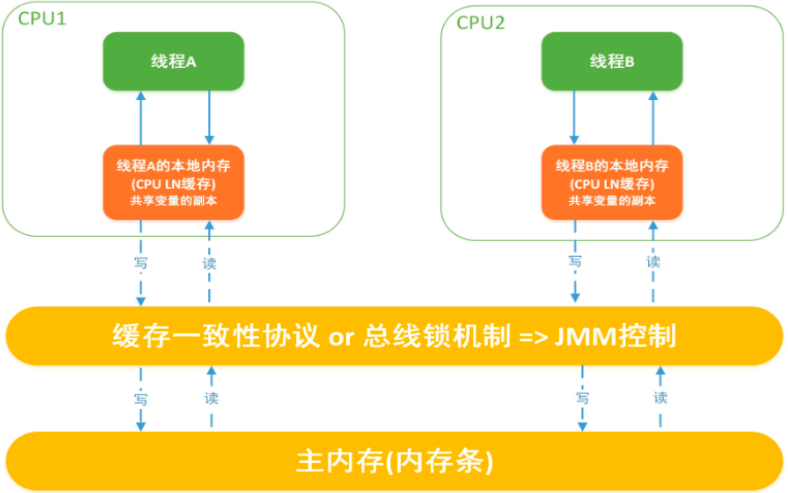 CPU1
CPU2
线程A
线程B
线程A的本地内存
(CPU LN缓存)
共享变量的副本
线程B的本地内存
(CPU LN缓存)
共享变量的副本
写
读
写
读
缓存一致性协议 or 总线锁机制 => JMM控制
写
读
写
读
主内存(内存条)